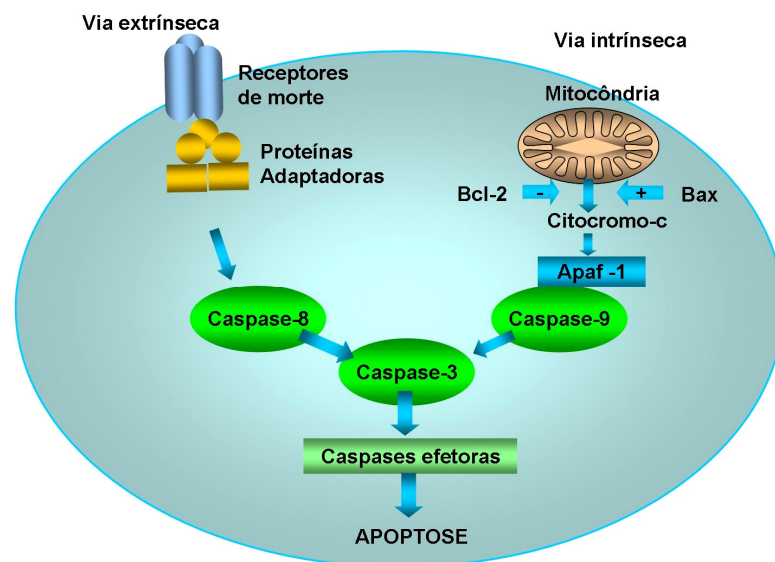 Via extrínseca
Via intrínseca
Receptores
de morte
Mitocôndria
Proteínas
Adaptadoras
Bcl-2
-
+
Bax
Citocromo-c
Apaf -1
Caspase-8
Caspase-9
Caspase-3
Caspases efetoras
APOPTOSE